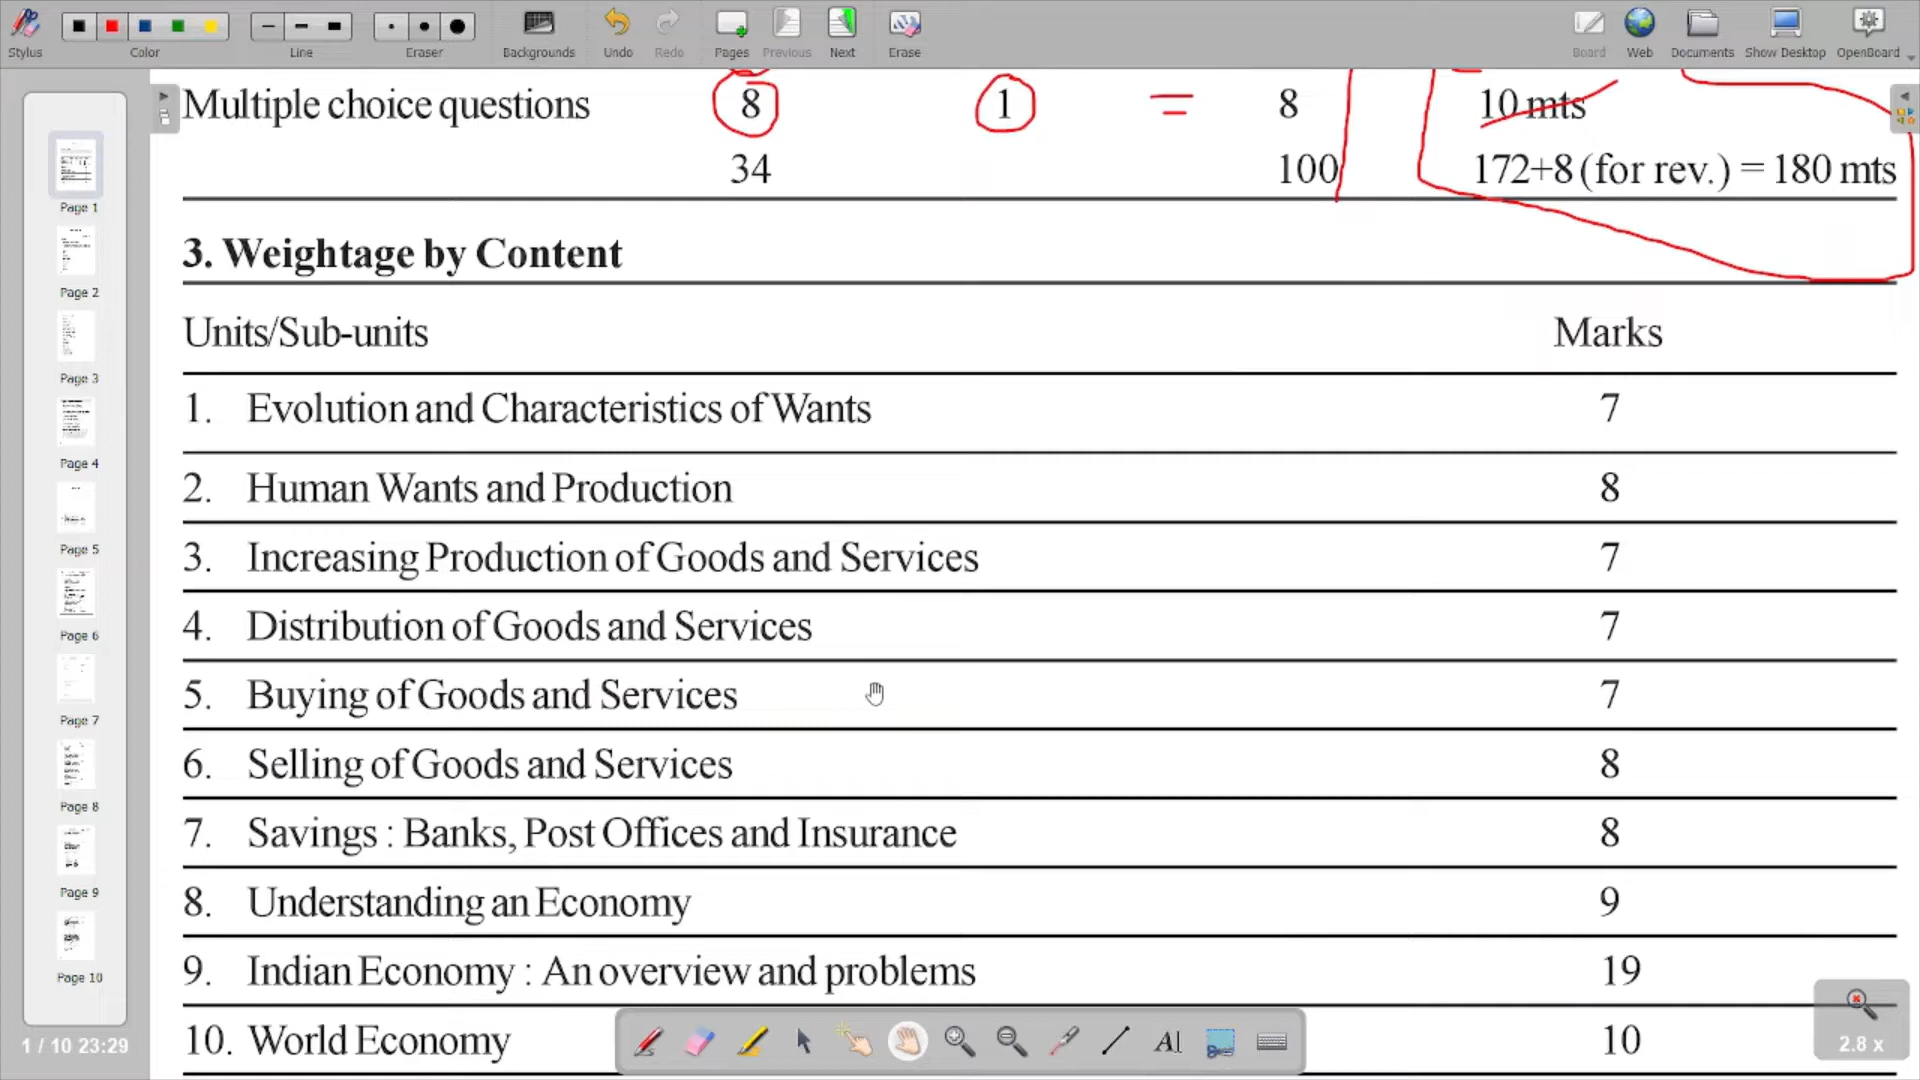 Stylus
Color
Line
Eraser
Backgrounds
Undo
Redo
Pages
Previous
Next
Erase
Board
Web
Documents
Show Desktop
OpenBoard
Page 1
Page 2
Page 3
Page 4
Page 5
Page 6
Page 7
Page 8
Page 9
Page 10
1 / 10 23:29
Multiple choice questions 8 1 = 8 10 mts
34 100 172+8 (for rev.) = 180 mts
3. Weightage by Content
Units/Sub-units Marks
1. Evolution and Characteristics of Wants 7
2. Human Wants and Production 8
3. Increasing Production of Goods and Services 7
4. Distribution of Goods and Services 7
5. Buying of Goods and Services 7
6. Selling of Goods and Services 8
7. Savings : Banks, Post Offices and Insurance 8
8. Understanding an Economy 9
9. Indian Economy : An overview and problems 19
10. World Economy 10
AI
2.8 x